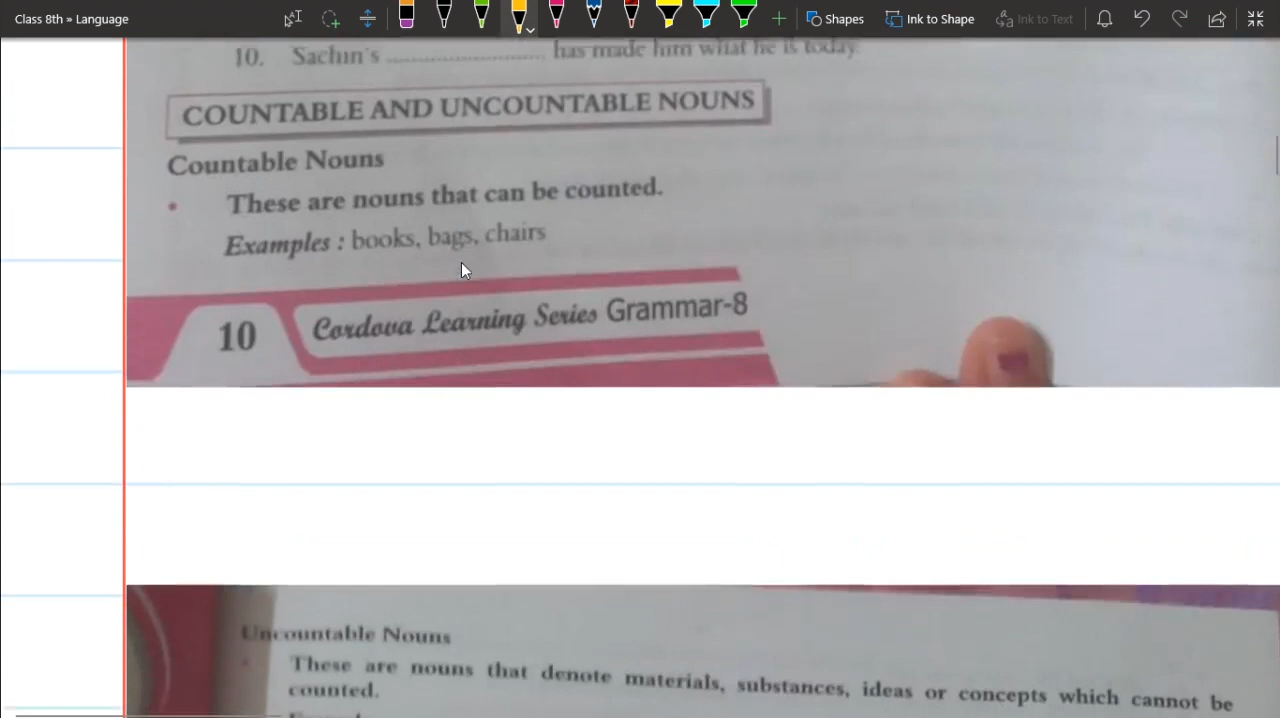 Class 8th » Language
Shapes
Ink to Shape
Ink to Text
10. Sachin's .......................... has made him what he is today
COUNTABLE AND UNCOUNTABLE NOUNS
Countable Nouns
• These are nouns that can be counted.
Examples : books, bags, chairs
10 Cordova Learning Series Grammar-8
Uncountable Nouns
These are nouns that denote materials, substances, ideas or concepts which cannot be
counted.